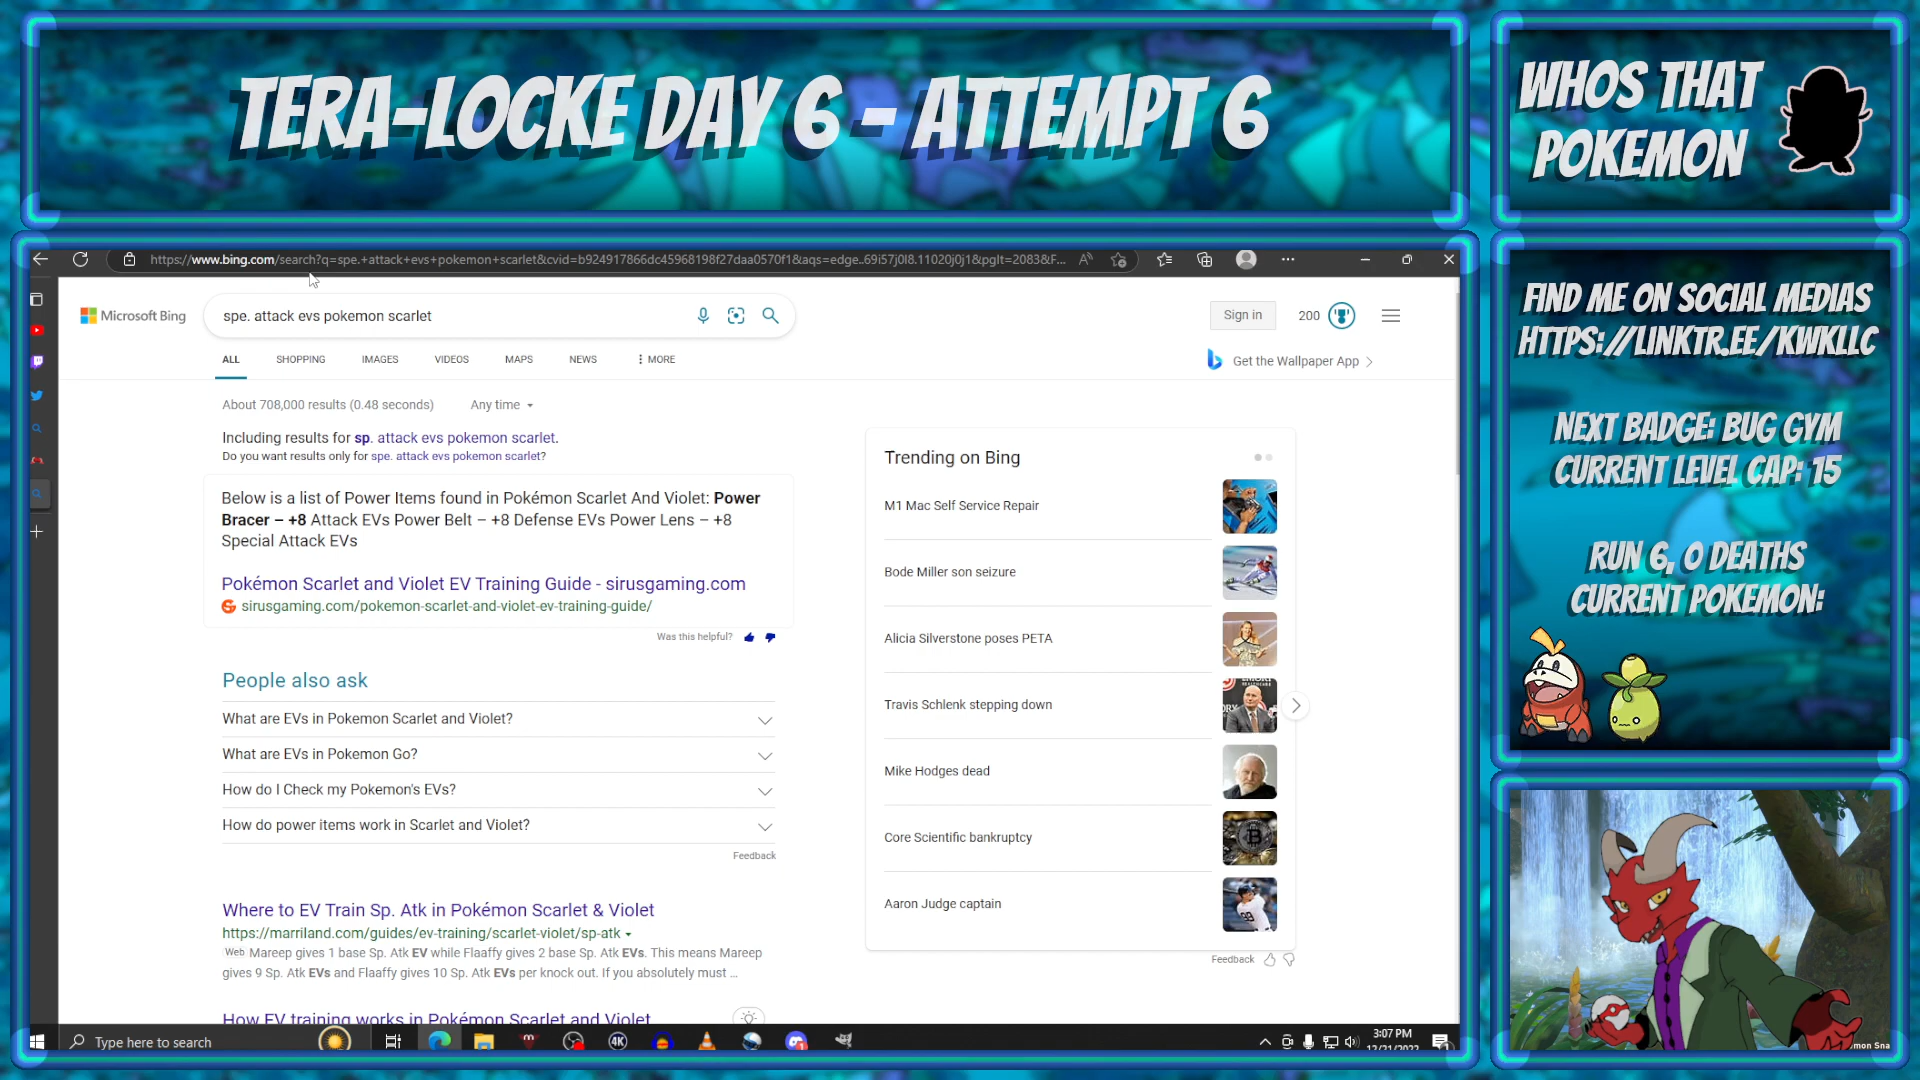 TERA-LOCKE DAY 6 - ATTEMPT 6
WHOS THAT
POKEMON
https://www.bing.com/search?q=spe.+attack+evs+pokemon+scarlet&cvid=b924917866dc45968198f27daa0570f1&aqs=edge..69i57j0l8.11020j0j1&pglt=2083&F...
Microsoft Bing
spe. attack evs pokemon scarlet
Sign in
200
ALL
SHOPPING
IMAGES
VIDEOS
MAPS
NEWS
MORE
Get the Wallpaper App
About 708,000 results (0.48 seconds)
Any time
Including results for sp. attack evs pokemon scarlet.
Do you want results only for spe. attack evs pokemon scarlet?
Below is a list of Power Items found in Pokémon Scarlet And Violet: Power
Bracer – +8 Attack EVs Power Belt – +8 Defense EVs Power Lens – +8
Special Attack EVs
Pokémon Scarlet and Violet EV Training Guide - sirusgaming.com
sirusgaming.com/pokemon-scarlet-and-violet-ev-training-guide/
Was this helpful?
People also ask
What are EVs in Pokemon Scarlet and Violet?
What are EVs in Pokemon Go?
How do I Check my Pokemon's EVs?
How do power items work in Scarlet and Violet?
Feedback
Where to EV Train Sp. Atk in Pokémon Scarlet & Violet
https://marriland.com/guides/ev-training/scarlet-violet/sp-atk
Web Mareep gives 1 base Sp. Atk EV while Flaaffy gives 2 base Sp. Atk EVs. This means Mareep
gives 9 Sp. Atk EVs and Flaaffy gives 10 Sp. Atk EVs per knock out. If you absolutely must ...
How EV training works in Pokémon Scarlet and Violet
Trending on Bing
M1 Mac Self Service Repair
Bode Miller son seizure
Alicia Silverstone poses PETA
Travis Schlenk stepping down
Mike Hodges dead
Core Scientific bankruptcy
Aaron Judge captain
Feedback
Type here to search
4K
3:07 PM
12/21/2022
FIND ME ON SOCIAL MEDIAS
HTTPS://LINKTR.EE/KWKLLC
NEXT BADGE: BUG GYM
CURRENT LEVEL CAP: 15
RUN 6, 0 DEATHS
CURRENT POKEMON:
mon Sna